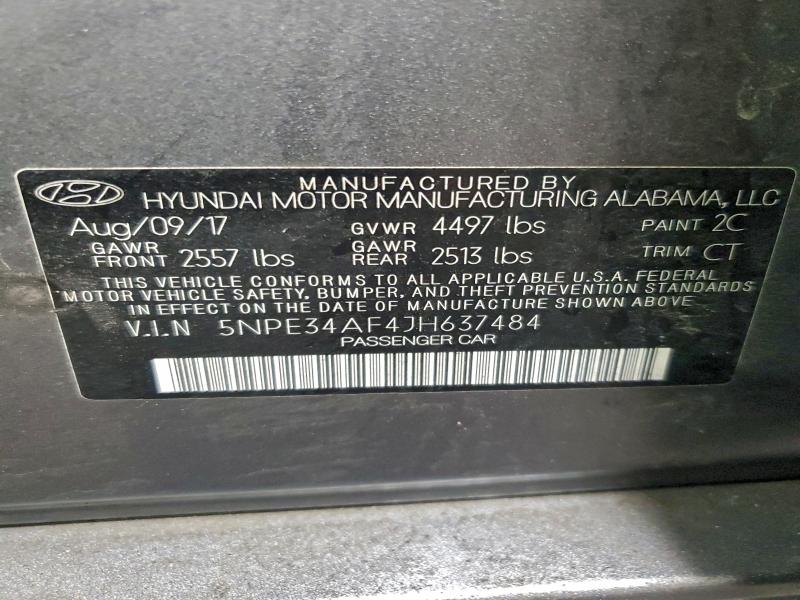 MANUFACTURED BY
HYUNDAI MOTOR MANUFACTURING ALABAMA, LLC
Aug/09/17 GVWR 4497 lbs PAINT 2C
GAWR FRONT 2557 lbs GAWR REAR 2513 lbs TRIM CT
THIS VEHICLE CONFORMS TO ALL APPLICABLE U.S.A. FEDERAL
MOTOR VEHICLE SAFETY, BUMPER, AND THEFT PREVENTION STANDARDS
IN EFFECT ON THE DATE OF MANUFACTURE SHOWN ABOVE.
V.I.N 5NPE34AF4JH637484
PASSENGER CAR